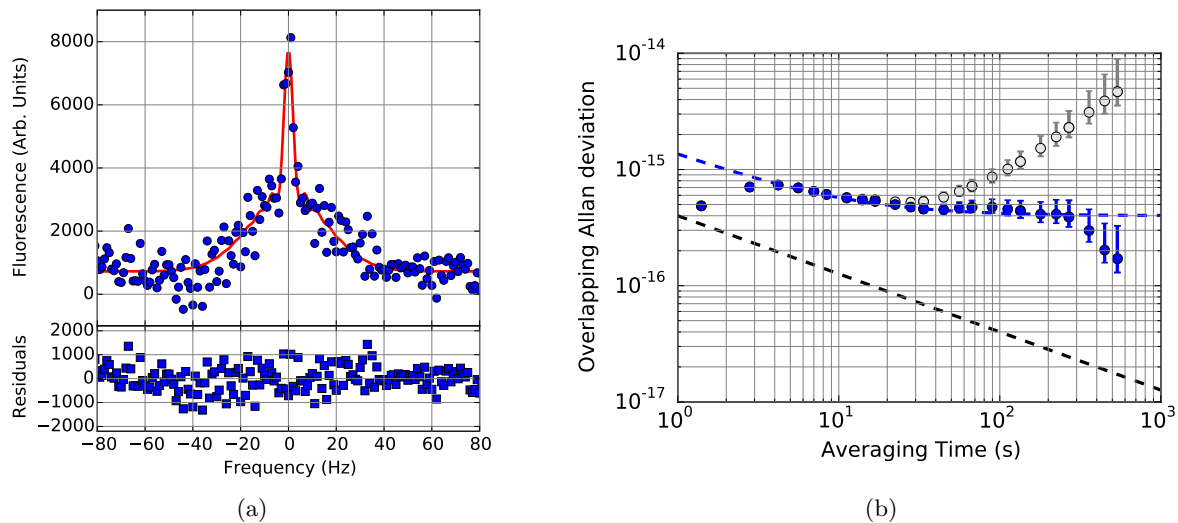 8000
6000
4000
2000
0
Fluorescence (Arb. Units)
2000
1000
0
−1000
−2000
Residuals
−80 −60 −40 −20 0 20 40 60 80
Frequency (Hz)
(a)
10^-14
10^-15
10^-16
10^-17
Overlapping Allan deviation
10^0 10^1 10^2 10^3
Averaging Time (s)
(b)